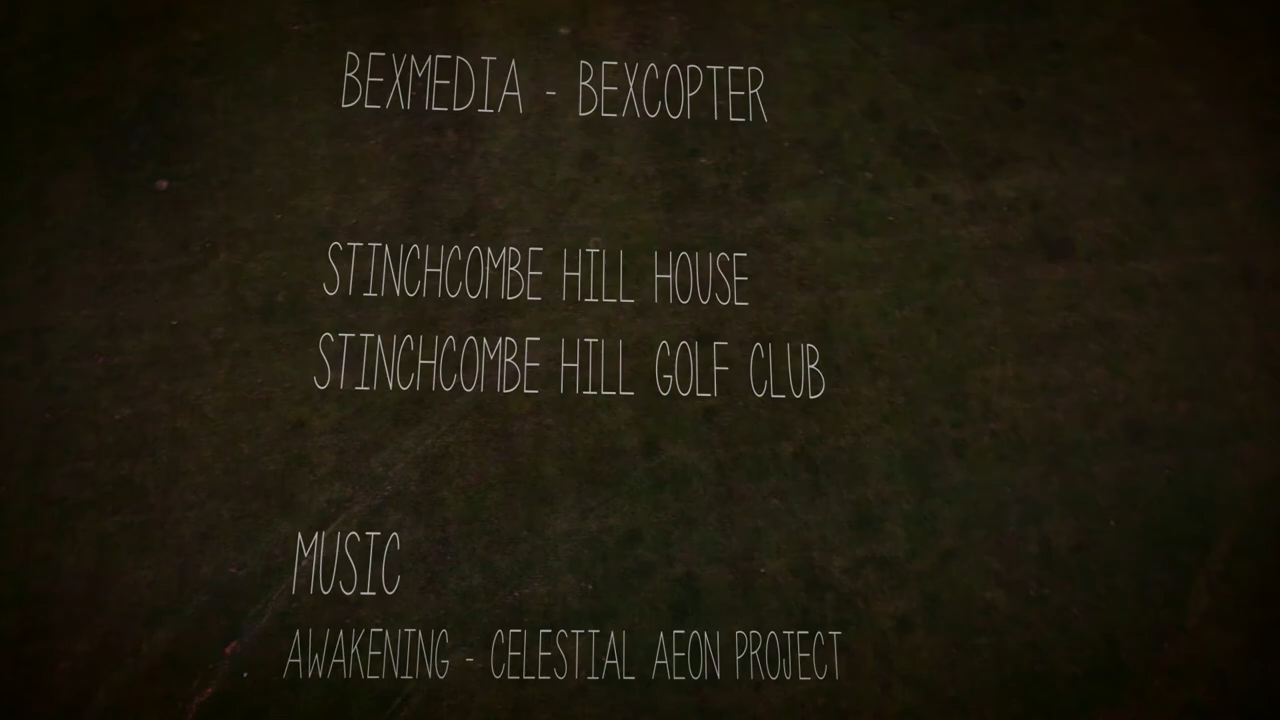 BEXMEDIA - BEXCOPTER
STINCHCOMBE HILL HOUSE
STINCHCOMBE HILL GOLF CLUB
MUSIC
AWAKENING - CELESTIAL AEON PROJECT